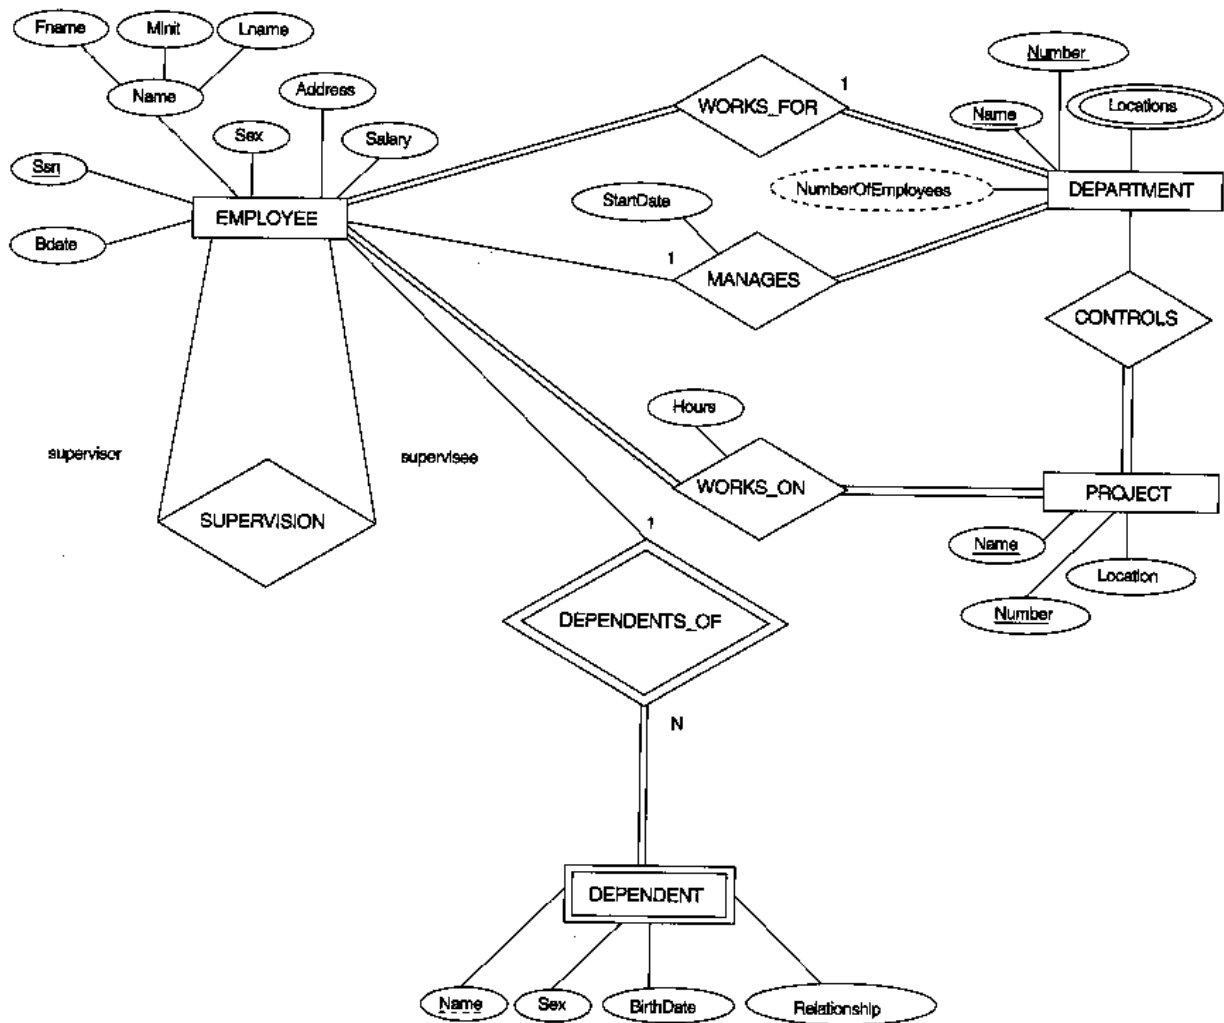 Fname
Minit
Lname
Number
Name
Address
WORKS_FOR
1
Locations
Sex
Name
Salary
Ssn
NumberOfEmployees
DEPARTMENT
StartDate
EMPLOYEE
Bdate
1
MANAGES
CONTROLS
Hours
supervisor
supervisee
WORKS_ON
PROJECT
SUPERVISION
1
Name
Location
Number
DEPENDENTS_OF
N
DEPENDENT
Name
Sex
BirthDate
Relationship